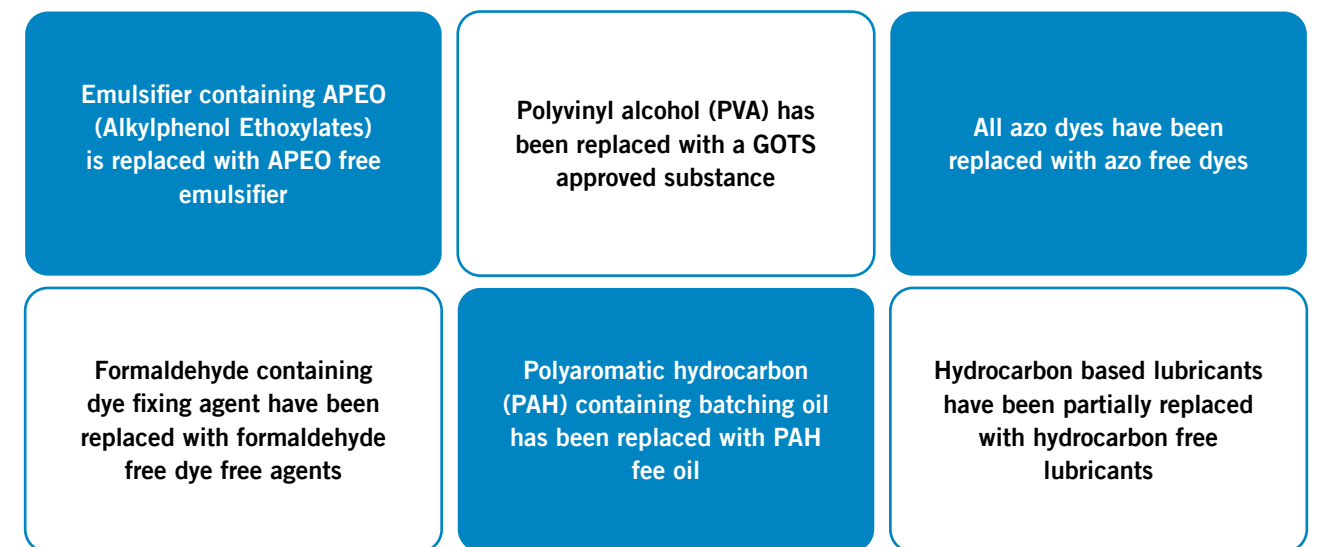 Emulsifier containing APEO
(Alkylphenol Ethoxylates)
is replaced with APEO free
emulsifier
Polyvinyl alcohol (PVA) has
been replaced with a GOTS
approved substance
All azo dyes have been
replaced with azo free dyes
Formaldehyde containing
dye fixing agent have been
replaced with formaldehyde
free dye free agents
Polyaromatic hydrocarbon
(PAH) containing batching oil
has been replaced with PAH
fee oil
Hydrocarbon based lubricants
have been partially replaced
with hydrocarbon free
lubricants